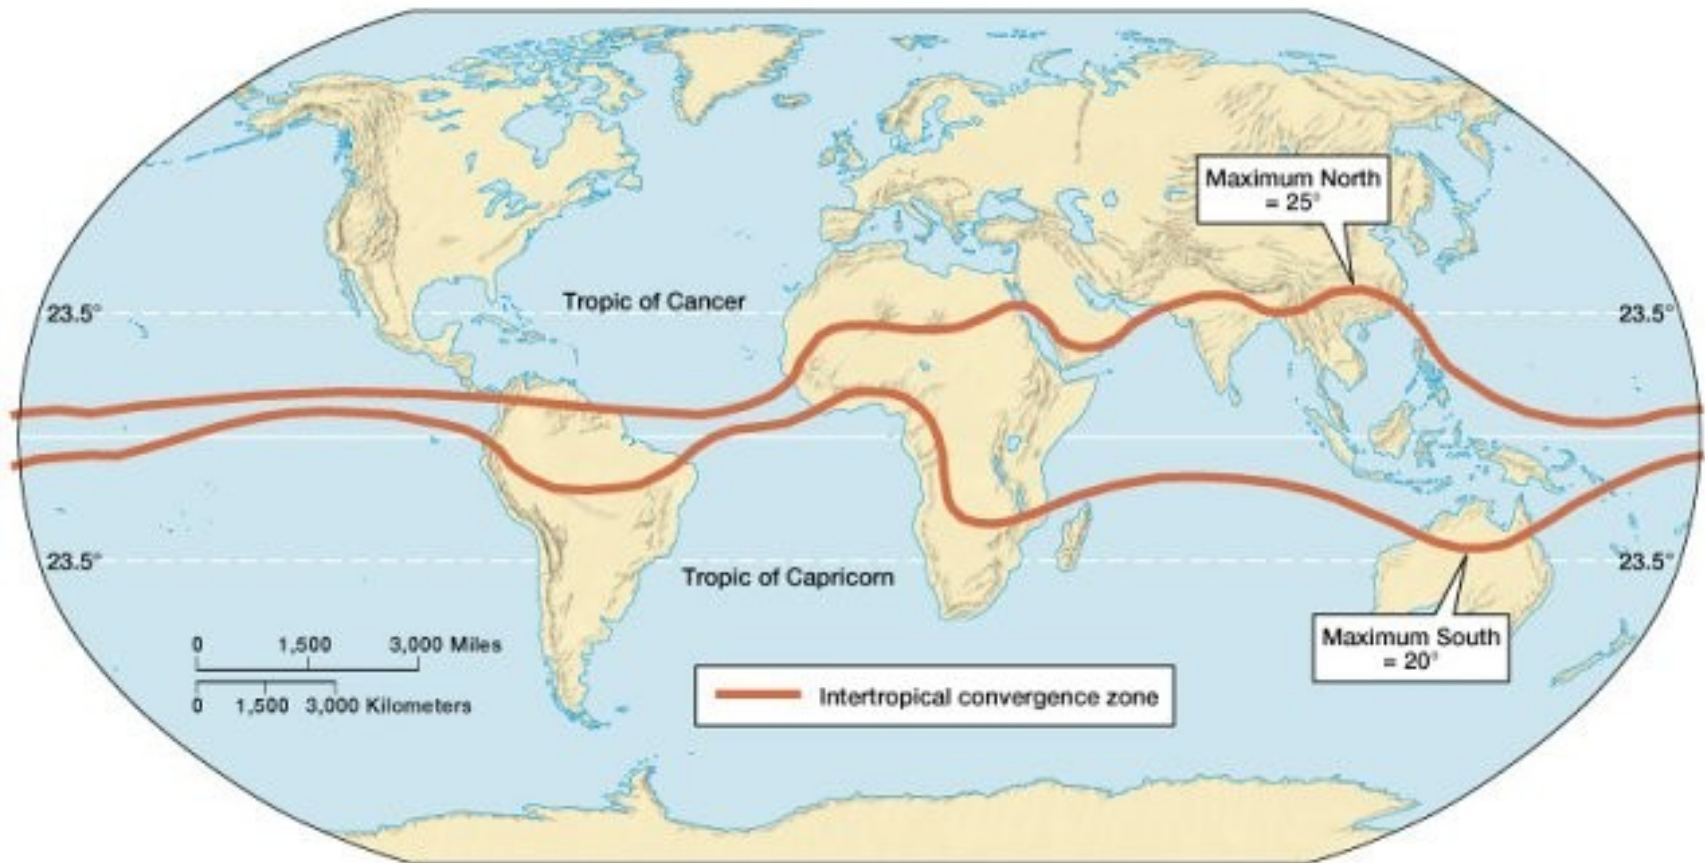 Maximum North
= 25°
Tropic of Cancer
23.5°
23.5°
23.5°
Tropic of Capricorn
23.5°
Maximum South
= 20°
0 1,500 3,000 Miles
0 1,500 3,000 Kilometers
Intertropical convergence zone